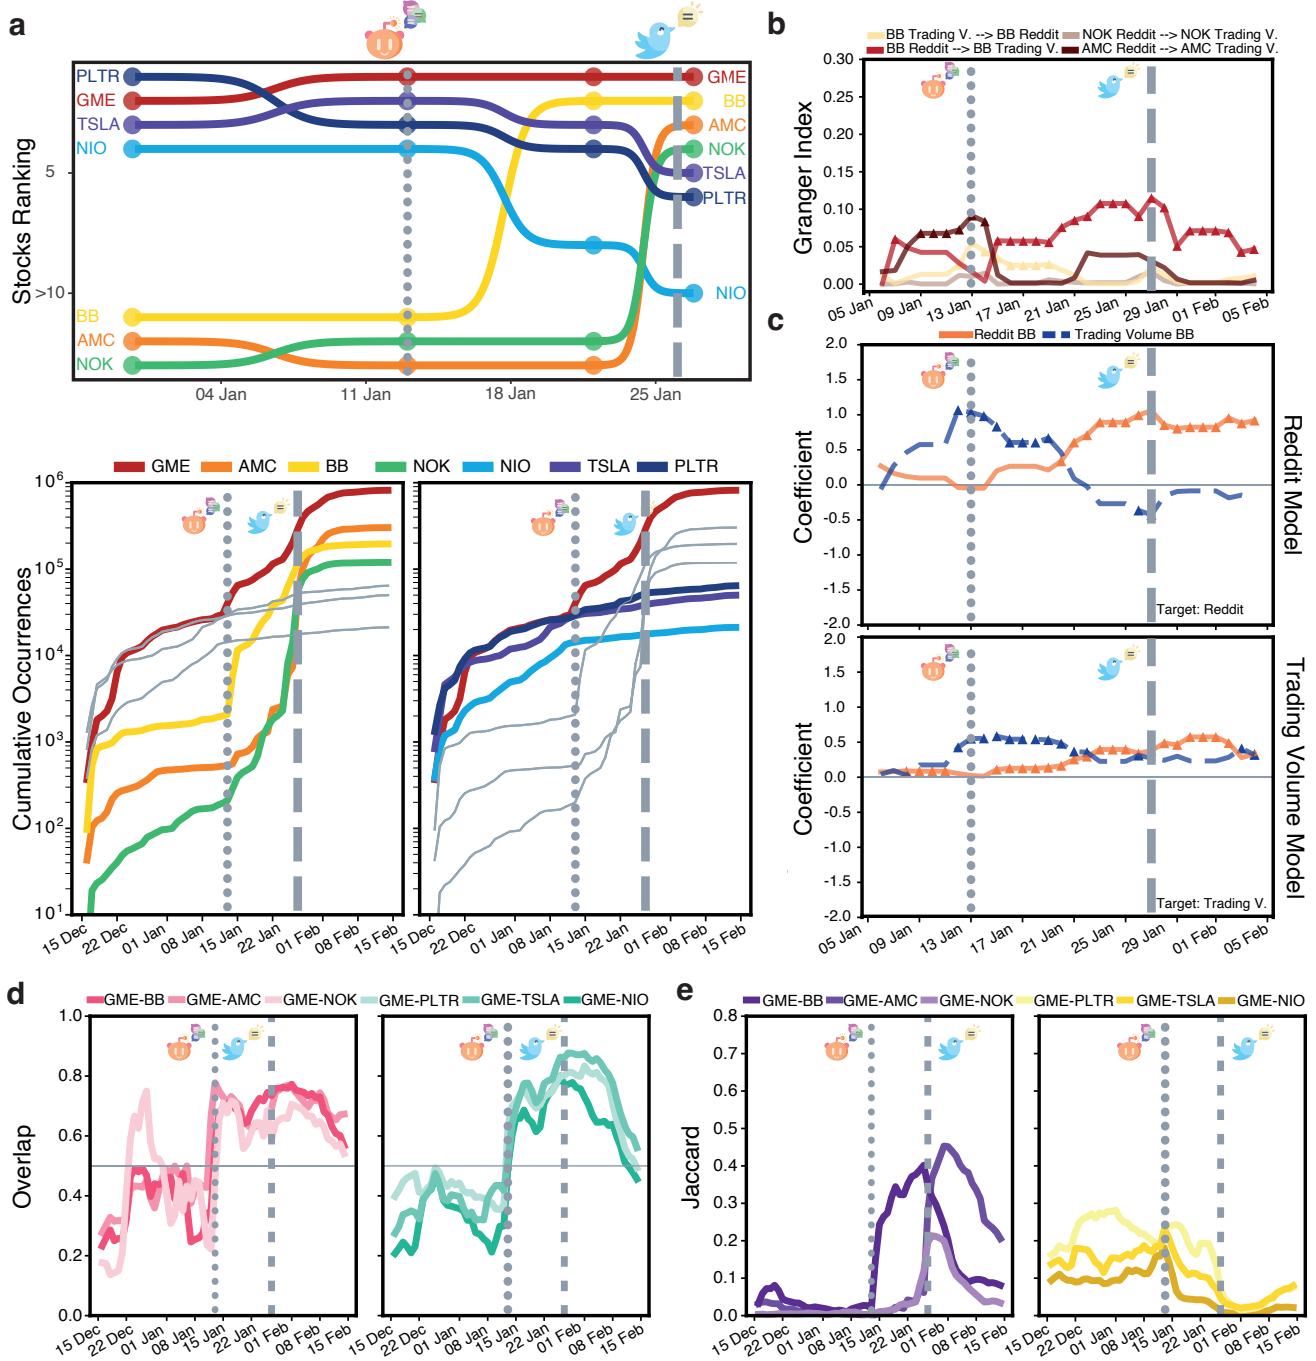 a
Stocks Ranking
PLTR
GME
TSLA
NIO
5
>10
BB
AMC
NOK
GME
BB
AMC
NOK
TSLA
PLTR
NIO
04 Jan 11 Jan 18 Jan 25 Jan
GME AMC BB NOK NIO TSLA PLTR
Cumulative Occurrences
10^6
10^5
10^4
10^3
10^2
10^1
15 Dec 22 Dec 01 Jan 08 Jan 15 Jan 22 Jan 01 Feb 08 Feb 15 Feb
15 Dec 22 Dec 01 Jan 08 Jan 15 Jan 22 Jan 01 Feb 08 Feb 15 Feb
b
BB Trading V. --> BB Reddit NOK Reddit --> NOK Trading V.
BB Reddit --> BB Trading V. AMC Reddit --> AMC Trading V.
Granger Index
0.30
0.25
0.20
0.15
0.10
0.05
0.00
05 Jan 09 Jan 13 Jan 17 Jan 21 Jan 25 Jan 29 Jan 01 Feb 05 Feb
c
Reddit BB Trading Volume BB
Coefficient
2.0
1.5
1.0
0.5
0.0
-0.5
-1.0
-1.5
-2.0
Target: Reddit
Reddit Model
Coefficient
2.0
1.5
1.0
0.5
0.0
-0.5
-1.0
-1.5
-2.0
Target: Trading V.
Trading Volume Model
05 Jan 09 Jan 13 Jan 17 Jan 21 Jan 25 Jan 29 Jan 01 Feb 05 Feb
d
GME-BB GME-AMC GME-NOK GME-PLTR GME-TSLA GME-NIO
Overlap
1.0
0.8
0.6
0.4
0.2
0.0
15 Dec 22 Dec 01 Jan 08 Jan 15 Jan 22 Jan 01 Feb 08 Feb 15 Feb
15 Dec 22 Dec 01 Jan 08 Jan 15 Jan 22 Jan 01 Feb 08 Feb 15 Feb
e
GME-BB GME-AMC GME-NOK GME-PLTR GME-TSLA GME-NIO
Jaccard
0.8
0.7
0.6
0.5
0.4
0.3
0.2
0.1
0.0
15 Dec 22 Dec 01 Jan 08 Jan 15 Jan 22 Jan 01 Feb 08 Feb 15 Feb
15 Dec 22 Dec 01 Jan 08 Jan 15 Jan 22 Jan 01 Feb 08 Feb 15 Feb